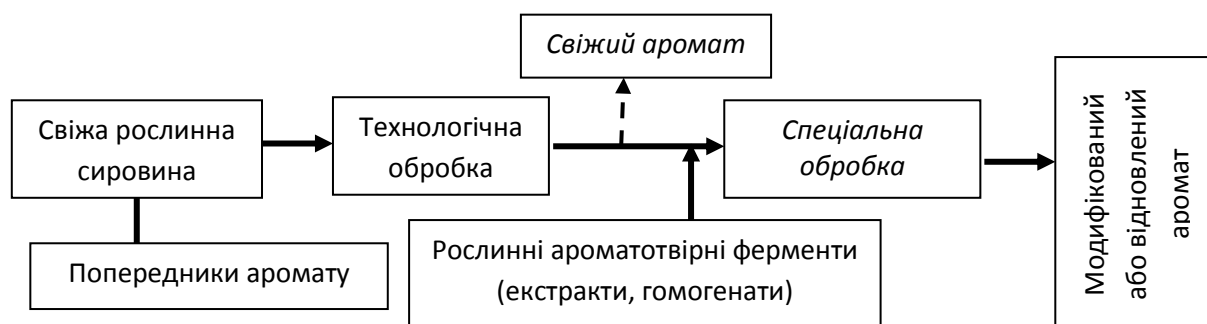 Свіжий аромат
Свіжа рослинна
сировина
Технологічна
обробка
Спеціальна
обробка
Модифікований
або відновлений
аромат
Попередники аромату
Рослинні ароматотвірні ферменти
(екстракти, гомогенати)